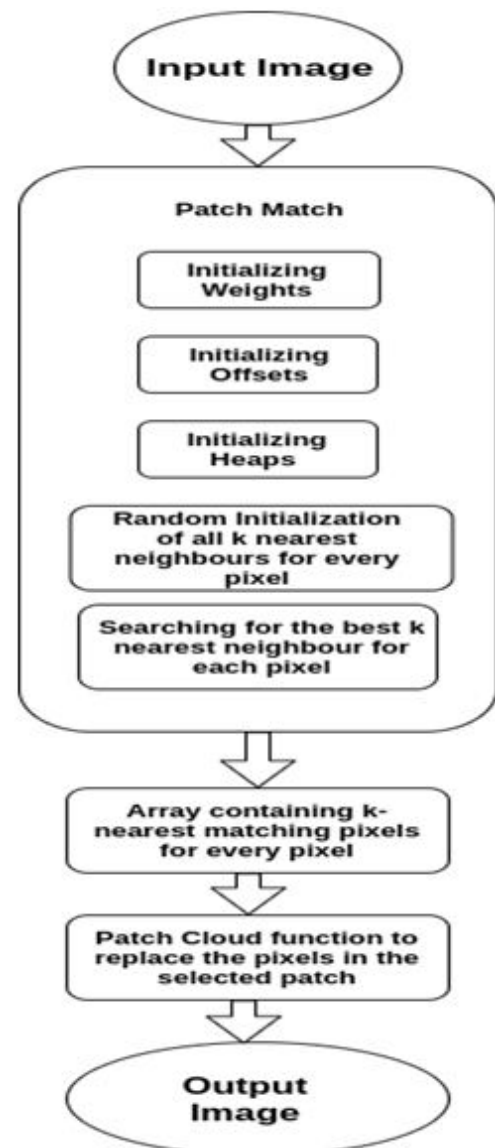 Input Image
Patch Match
Initializing
Weights
Initializing
Offsets
Initializing
Heaps
Random Initialization
of all k nearest
neighbours for every
pixel
Searching for the best k
nearest neighbour for
each pixel
Array containing k-
nearest matching pixels
for every pixel
Patch Cloud function to
replace the pixels in the
selected patch
Output
Image